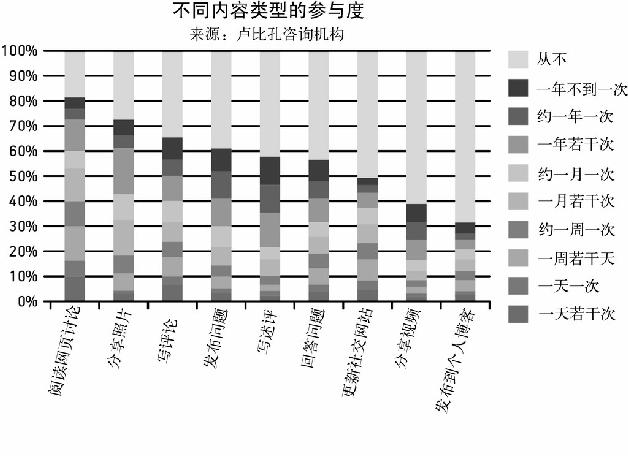 不同内容类型的参与度
来源：卢比孔咨询机构
100%
90%
80%
70%
60%
50%
40%
30%
20%
10%
0%
从不
一年不到一次
约一年一次
一年若干次
约一月一次
一月若干次
约一周一次
一周若干天
一天一次
一天若干次
阅读网页讨论
分享照片
写评论
发布问题
写述评
回答问题
更新社交网站
分享视频
发布到个人博客